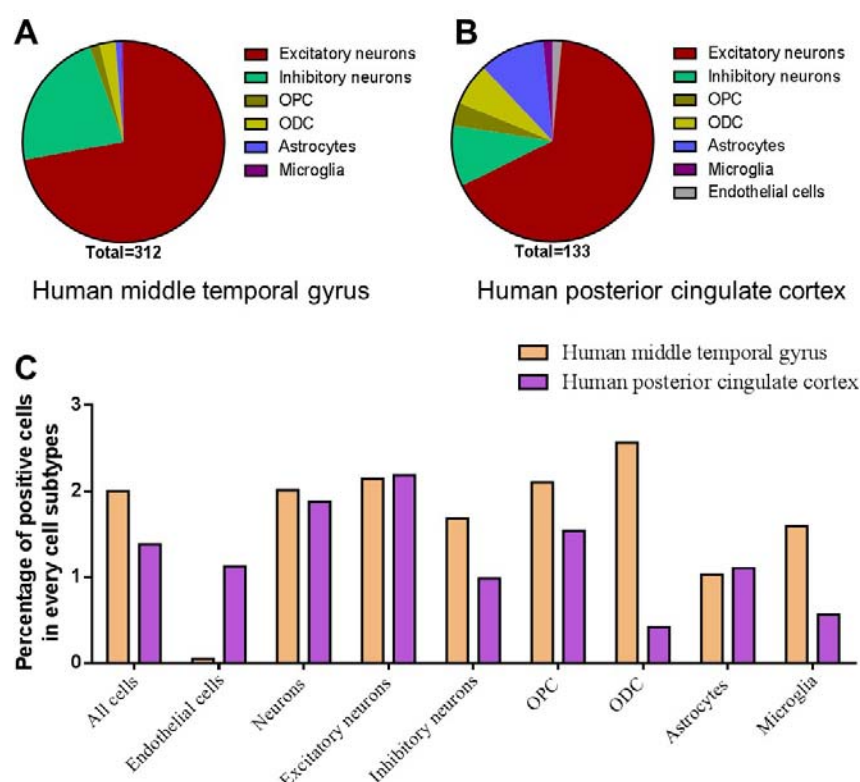 A
Excitatory neurons
Inhibitory neurons
OPC
ODC
Astrocytes
Microglia
Total=312
Human middle temporal gyrus
B
Excitatory neurons
Inhibitory neurons
OPC
ODC
Astrocytes
Microglia
Endothelial cells
Total=133
Human posterior cingulate cortex
C
Human middle temporal gyrus
Human posterior cingulate cortex
Percentage of positive cells
in every cell subtypes
3
2
1
0
All cells
Endothelial cells
Neurons
Excitatory neurons
Inhibitory neurons
OPC
ODC
Astrocytes
Microglia